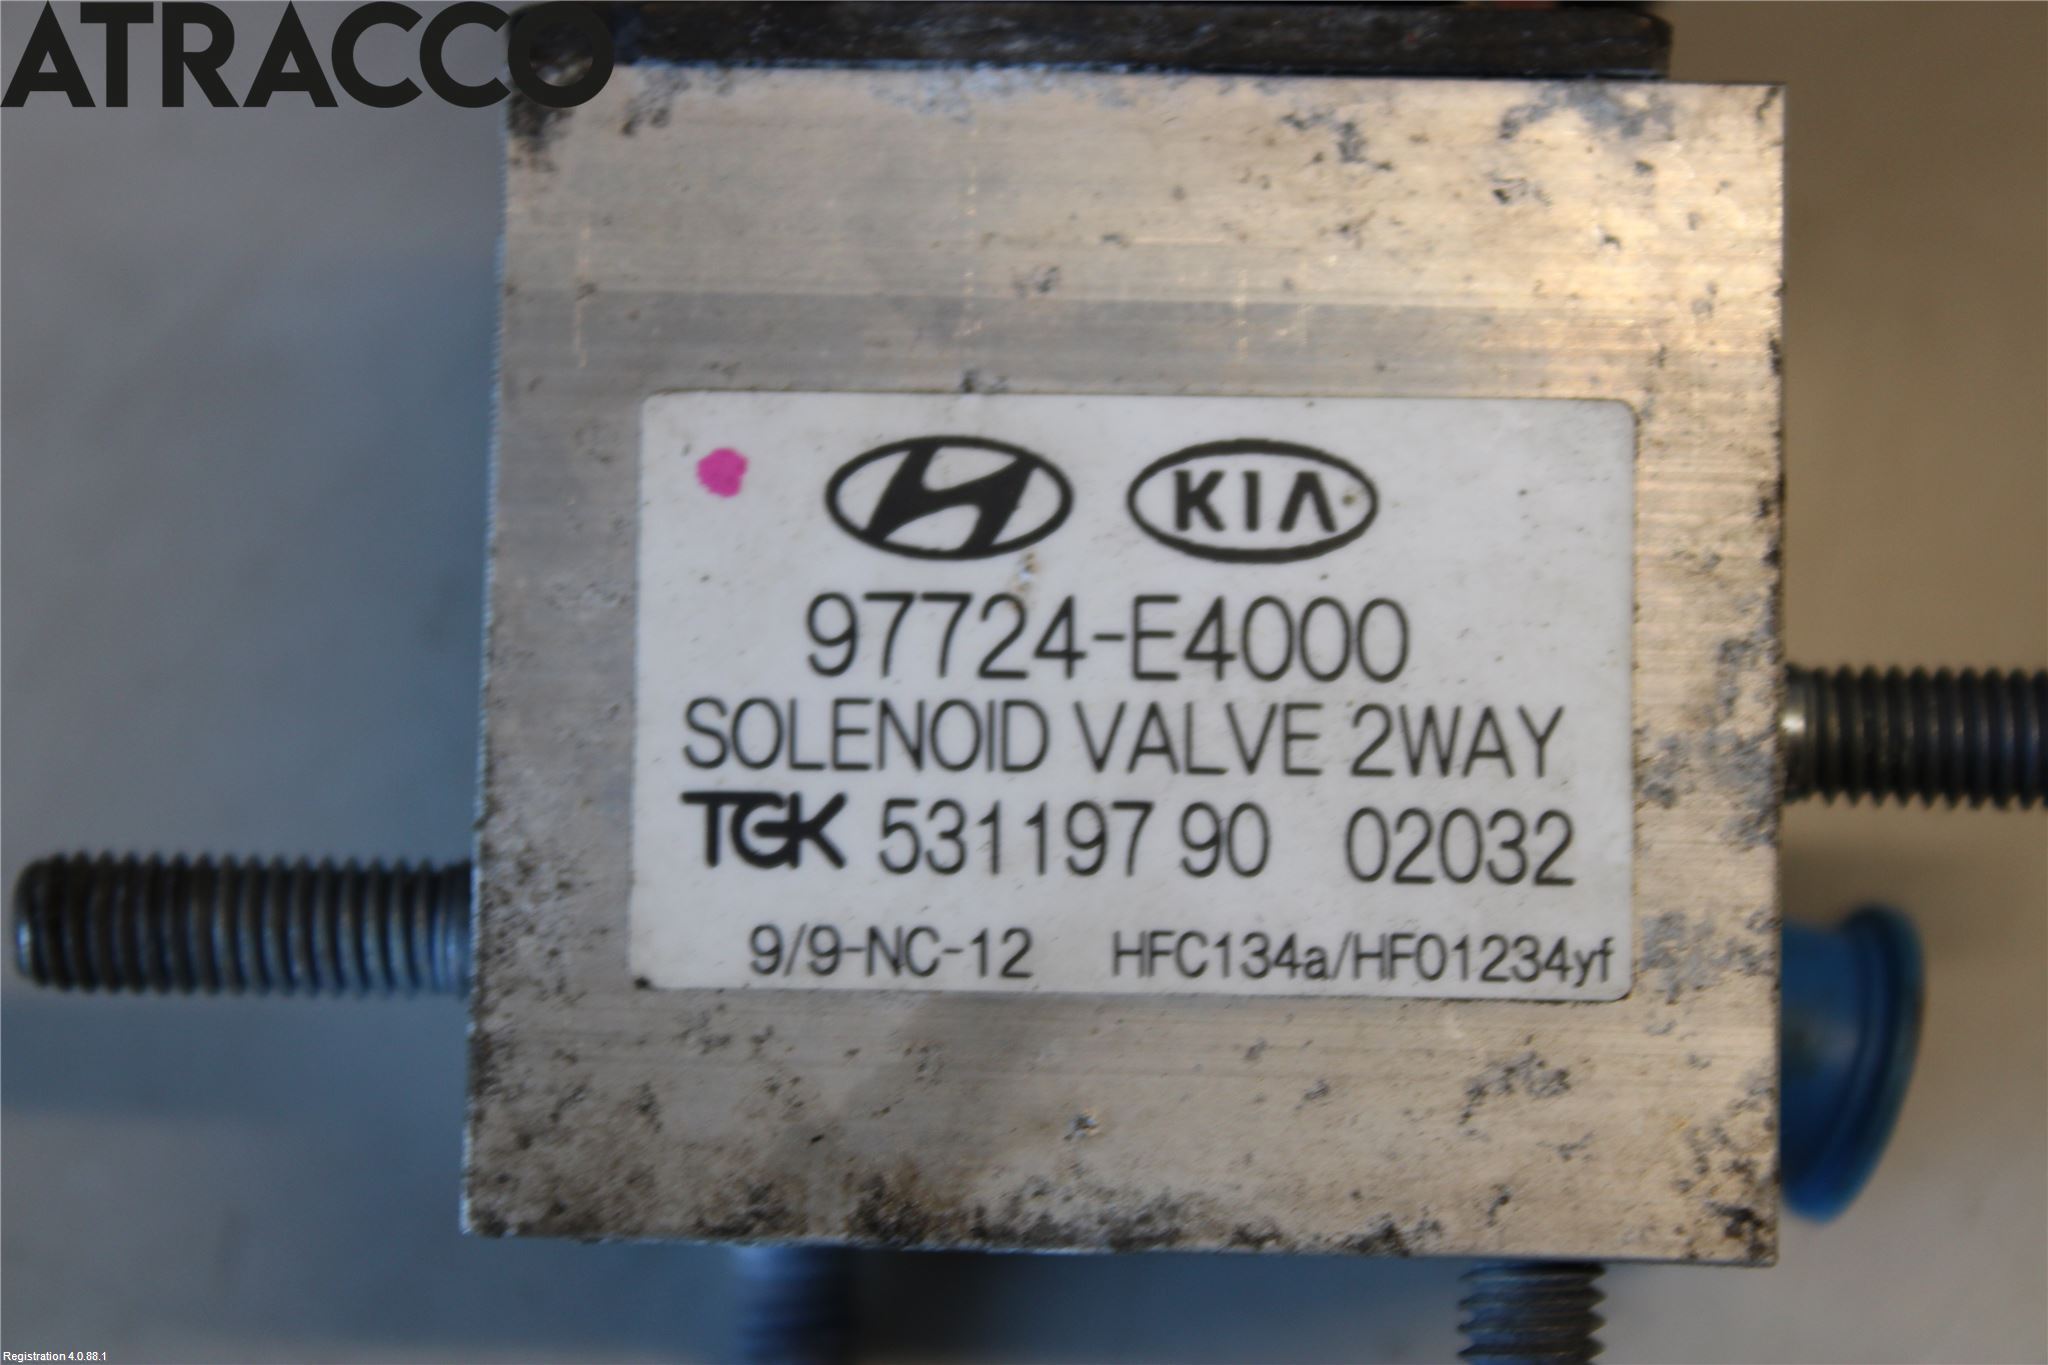 ATRACCO
KIA
97724-E4000
SOLENOID VALVE 2WAY
TGK 531197 90 02032
9/9-NC-12 HFC134a/HFO1234yf
Registration 4.0.88.1